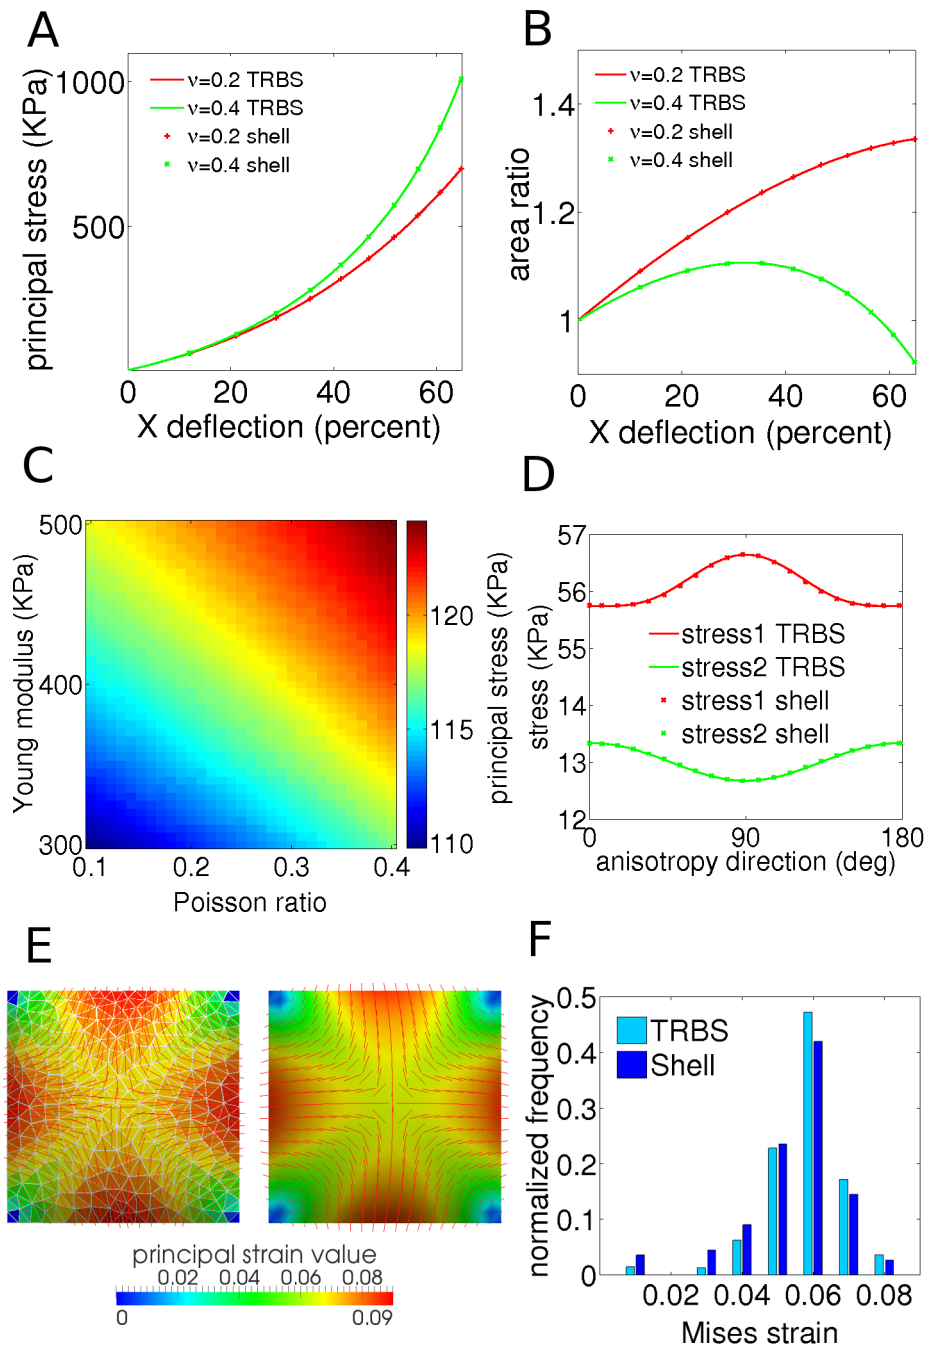 A
principal stress (KPa)
1000
500
ν=0.2 TRBS
ν=0.4 TRBS
ν=0.2 shell
ν=0.4 shell
0 20 40 60
X deflection (percent)
B
area ratio
1.4
1.2
1
ν=0.2 TRBS
ν=0.4 TRBS
ν=0.2 shell
ν=0.4 shell
0 20 40 60
X deflection (percent)
C
Young modulus (KPa)
500
400
300
0.1 0.2 0.3 0.4
Poisson ratio
120
115
110
principal stress (KPa)
D
stress (KPa)
57
56
55
14
13
12
stress1 TRBS
stress2 TRBS
stress1 shell
stress2 shell
0 90 180
anisotropy direction (deg)
E
principal strain value
0.02 0.04 0.06 0.08
0 0.09
F
normalized frequency
0.5
0.4
0.3
0.2
0.1
0
TRBS
Shell
0.02 0.04 0.06 0.08
Mises strain